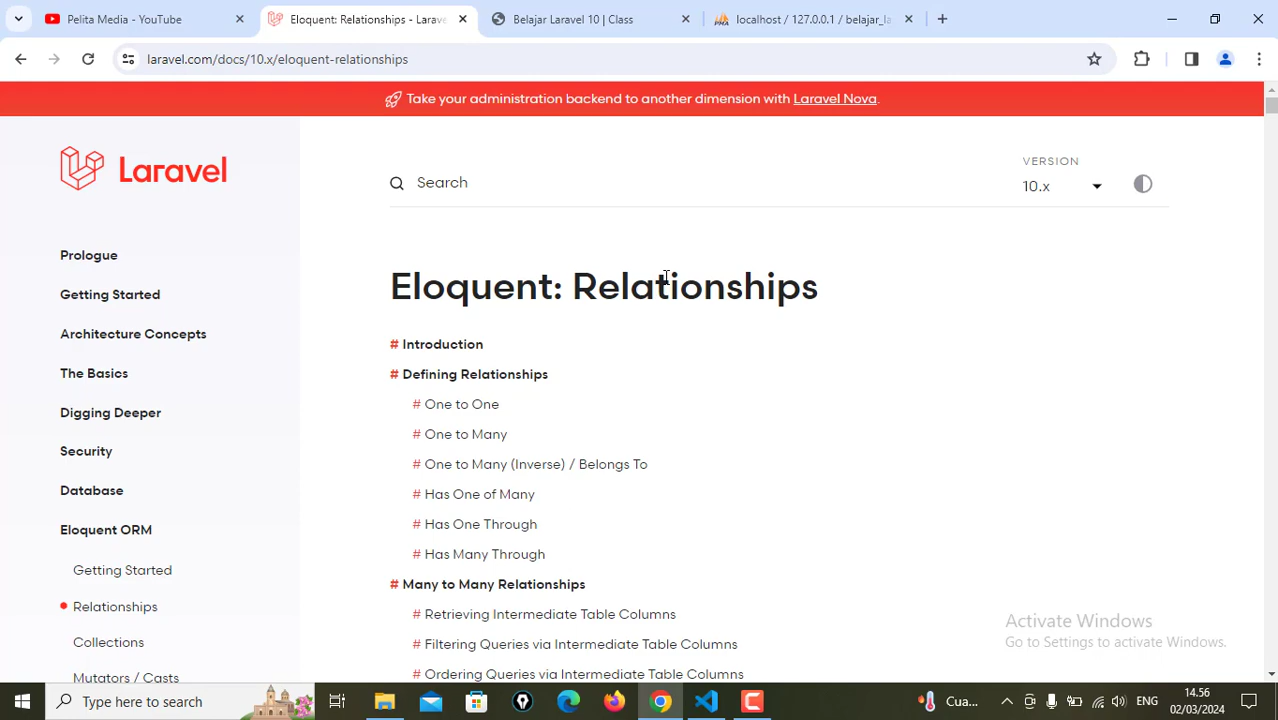 Pelita Media - YouTube
Eloquent: Relationships - Larave
Belajar Laravel 10 | Class
localhost / 127.0.0.1 / belajar_la
laravel.com/docs/10.x/eloquent-relationships
Take your administration backend to another dimension with Laravel Nova.
Laravel
Search
VERSION
10.x
Prologue
Getting Started
Architecture Concepts
The Basics
Digging Deeper
Security
Database
Eloquent ORM
Getting Started
Relationships
Collections
Mutators / Casts
Eloquent: Relationships
# Introduction
# Defining Relationships
# One to One
# One to Many
# One to Many (Inverse) / Belongs To
# Has One of Many
# Has One Through
# Has Many Through
# Many to Many Relationships
# Retrieving Intermediate Table Columns
# Filtering Queries via Intermediate Table Columns
# Ordering Queries via Intermediate Table Columns
Activate Windows
Go to Settings to activate Windows.
Type here to search
Cua...
ENG
14.56
02/03/2024